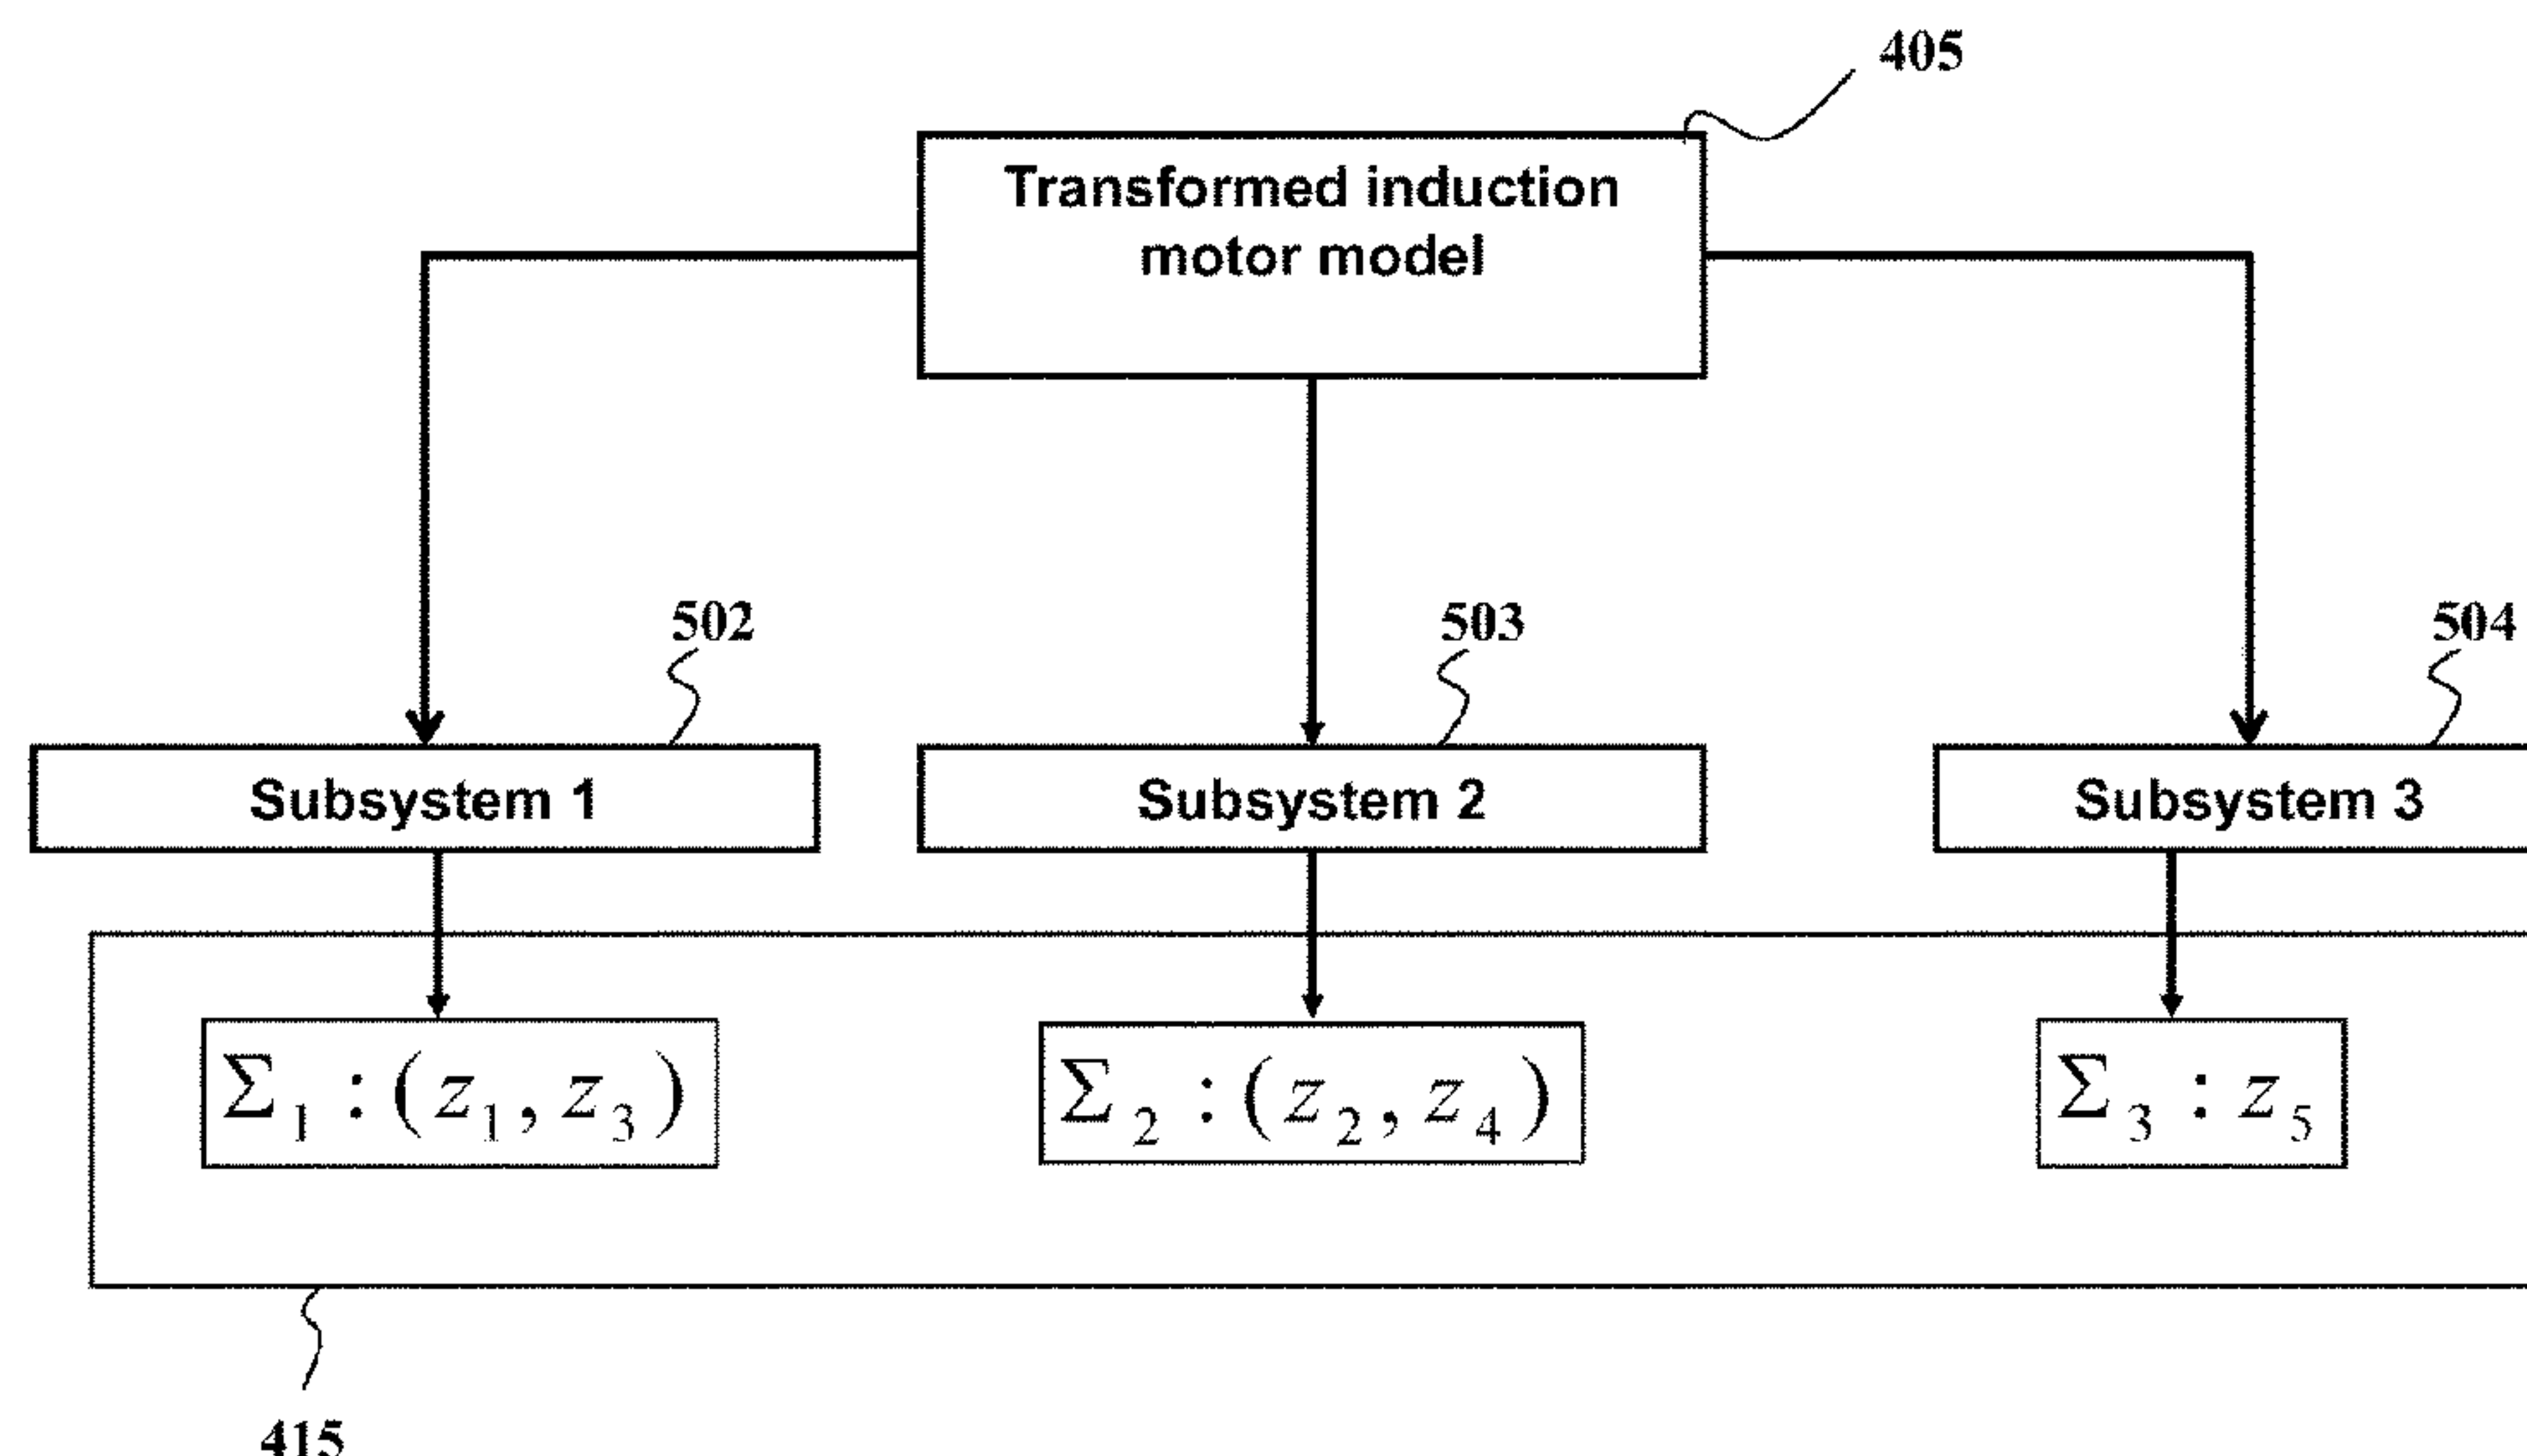 405
Transformed induction
motor model
502
503
504
Subsystem 1
Subsystem 2
Subsystem 3
Σ₁ : (z₁, z₃)
Σ₂ : (z₂, z₄)
Σ₃ : z₅
415